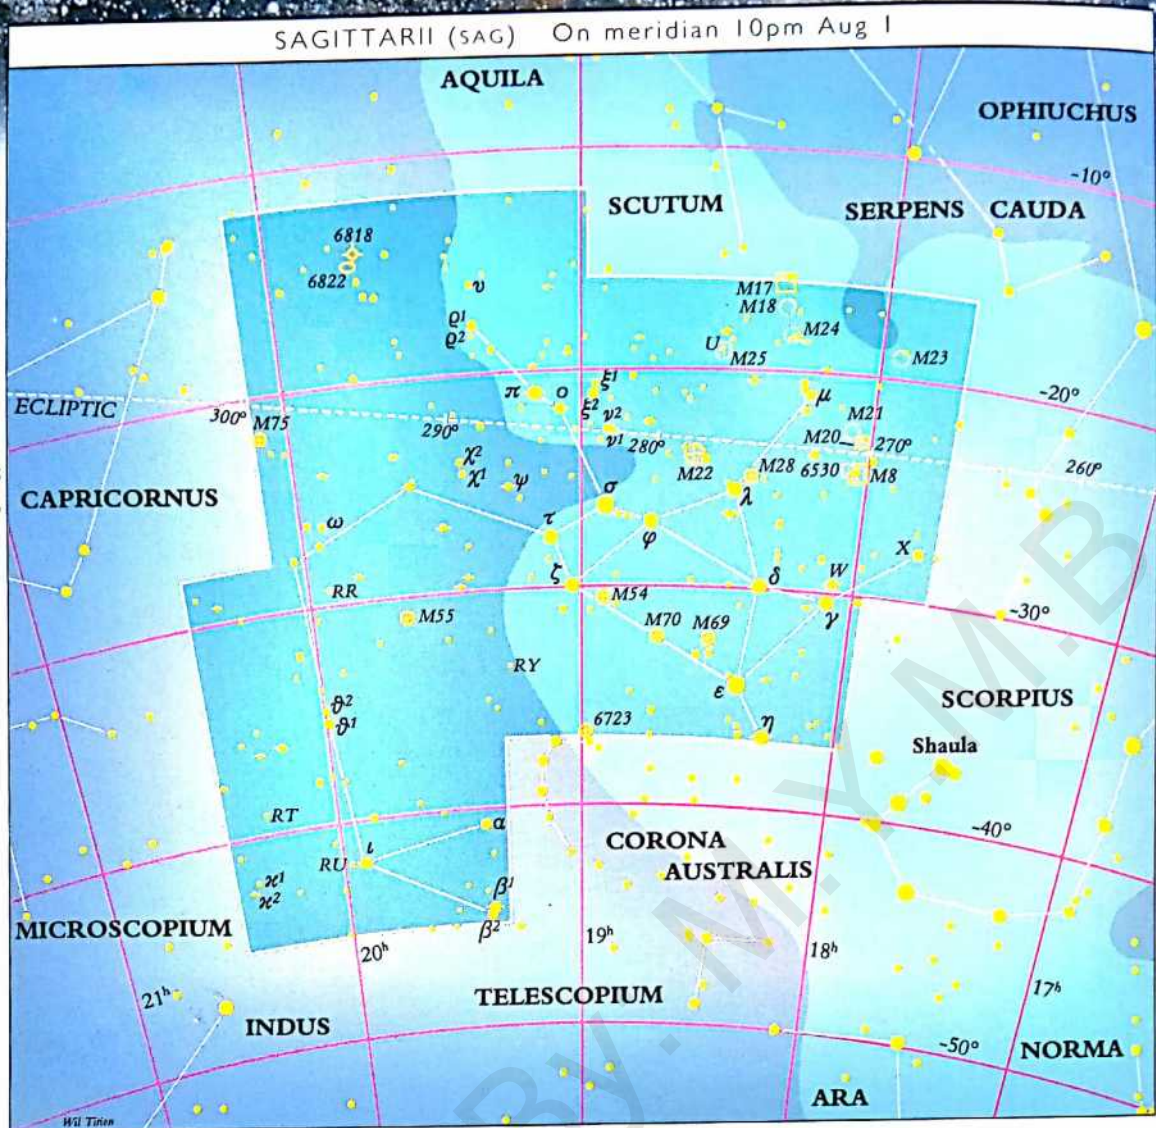 SAGITTARII (SAG) On meridian 10pm Aug 1
AQUILA
OPHIUCHUS
-10°
SCUTUM
SERPENS CAUDA
6818
6822
υ
M17
M18
M24
ϱ1
ϱ2
U
M25
M23
ξ1
π
ο
ξ2
μ
-20°
ECLIPTIC
300°
M75
290°
ν2
ν1
280°
M21
M20
270°
260°
χ2
χ1
ψ
M22
M28
6530
M8
CAPRICORNUS
σ
λ
ω
τ
φ
X
ζ
δ
W
RR
M54
γ
-30°
M55
M70
M69
RY
ε
SCORPIUS
ϑ2
ϑ1
6723
η
Shaula
RT
α
CORONA
AUSTRALIS
-40°
RU
ι
ϰ1
ϰ2
β1
β2
MICROSCOPIUM
20h
19h
18h
21h
TELESCOPIUM
17h
INDUS
-50°
NORMA
ARA
Wil Tirion
By. M.Y.M.B